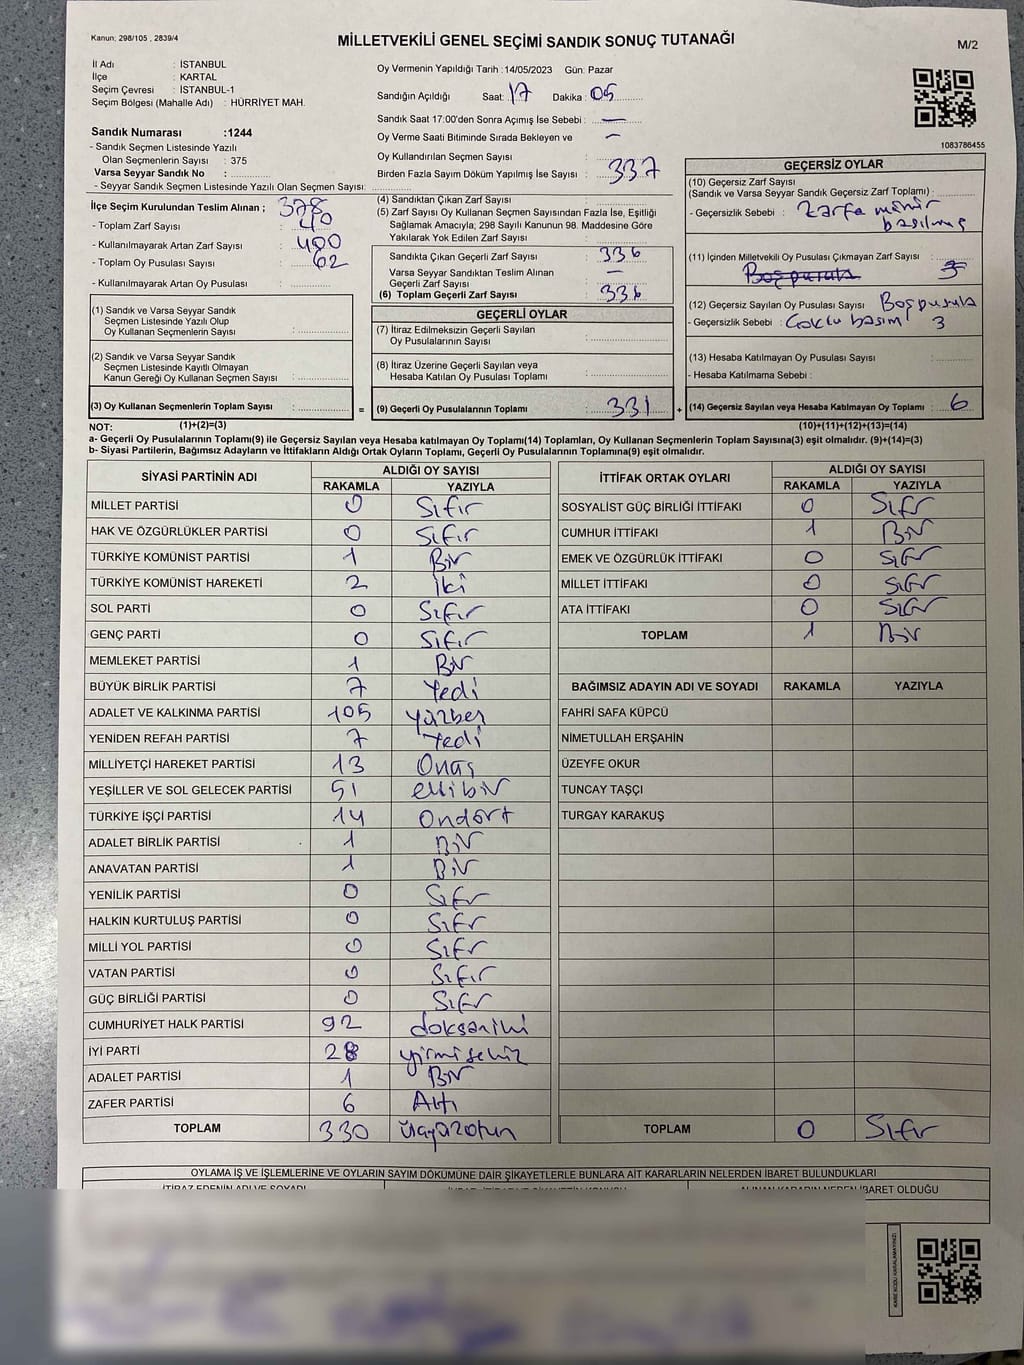 Kanun: 298/105 , 2839/4
MİLLETVEKİLİ GENEL SEÇİMİ SANDIK SONUÇ TUTANAĞI
M/2
İl Adı : İSTANBUL
İlçe : KARTAL
Seçim Çevresi : İSTANBUL-1
Seçim Bölgesi (Mahalle Adı) : HÜRRİYET MAH.
Sandık Numarası :1244
- Sandık Seçmen Listesinde Yazılı
Olan Seçmenlerin Sayısı : 375
Varsa Seyyar Sandık No :
- Seyyar Sandık Seçmen Listesinde Yazılı Olan Seçmen Sayısı:
İlçe Seçim Kurulundan Teslim Alınan ; 378
- Toplam Zarf Sayısı : 40
- Kullanılmayarak Artan Zarf Sayısı : 400
- Toplam Oy Pusulası Sayısı : 62
- Kullanılmayarak Artan Oy Pusulası :
Oy Vermenin Yapıldığı Tarih :14/05/2023 Gün: Pazar
Sandığın Açıldığı Saat: 17 Dakika : 05
Sandık Saat 17:00'den Sonra Açımış İse Sebebi : —
Oy Verme Saati Bitiminde Sırada Bekleyen ve —
Oy Kullandırılan Seçmen Sayısı
Birden Fazla Sayım Döküm Yapılmış İse Sayısı : 337
(4) Sandıktan Çıkan Zarf Sayısı :
(5) Zarf Sayısı Oy Kullanan Seçmen Sayısından Fazla İse, Eşitliği
Sağlamak Amacıyla; 298 Sayılı Kanunun 98. Maddesine Göre
Yakılarak Yok Edilen Zarf Sayısı :
Sandıkta Çıkan Geçerli Zarf Sayısı : 336
Varsa Seyyar Sandıktan Teslim Alınan
Geçerli Zarf Sayısı : —
(6) Toplam Geçerli Zarf Sayısı : 336
1083786455
GEÇERSİZ OYLAR
(10) Geçersiz Zarf Sayısı
(Sandık ve Varsa Seyyar Sandık Geçersiz Zarf Toplamı) :
- Geçersizlik Sebebi : Zarfa mühür
basılmış
(11) İçinden Milletvekili Oy Pusulası Çıkmayan Zarf Sayısı :
Boş pusula 3
(12) Geçersiz Sayılan Oy Pusulası Sayısı Boş pusula
- Geçersizlik Sebebi : Çoklu basım 3
(13) Hesaba Katılmayan Oy Pusulası Sayısı :
- Hesaba Katılmama Sebebi :
(14) Geçersiz Sayılan veya Hesaba Katılmayan Oy Toplamı : 6
(10)+(11)+(12)+(13)=(14)
(1) Sandık ve Varsa Seyyar Sandık
Seçmen Listesinde Yazılı Olup
Oy Kullanan Seçmenlerin Sayısı :
(2) Sandık ve Varsa Seyyar Sandık
Seçmen Listesinde Kayıtlı Olmayan
Kanun Gereği Oy Kullanan Seçmen Sayısı :
(3) Oy Kullanan Seçmenlerin Toplam Sayısı : =
(1)+(2)=(3)
GEÇERLİ OYLAR
(7) İtiraz Edilmeksizin Geçerli Sayılan
Oy Pusulalarının Sayısı :
(8) İtiraz Üzerine Geçerli Sayılan veya
Hesaba Katılan Oy Pusulası Toplamı :
(9) Geçerli Oy Pusulalarının Toplamı : 331 +
NOT:
a- Geçerli Oy Pusulalarının Toplamı(9) ile Geçersiz Sayılan veya Hesaba katılmayan Oy Toplamı(14) Toplamları, Oy Kullanan Seçmenlerin Toplam Sayısına(3) eşit olmalıdır. (9)+(14)=(3)
b- Siyasi Partilerin, Bağımsız Adayların ve İttifakların Aldığı Ortak Oyların Toplamı, Geçerli Oy Pusulalarının Toplamına(9) eşit olmalıdır.
SİYASİ PARTİNİN ADI ALDIĞI OY SAYISI
RAKAMLA YAZIYLA
MİLLET PARTİSİ 0 Sıfır
HAK VE ÖZGÜRLÜKLER PARTİSİ 0 Sıfır
TÜRKİYE KOMÜNİST PARTİSİ 1 Bir
TÜRKİYE KOMÜNİST HAREKETİ 2 İki
SOL PARTİ 0 Sıfır
GENÇ PARTİ 0 Sıfır
MEMLEKET PARTİSİ 1 Bir
BÜYÜK BİRLİK PARTİSİ 7 Yedi
ADALET VE KALKINMA PARTİSİ 105 yüzbeş
YENİDEN REFAH PARTİSİ 7 Yedi
MİLLİYETÇİ HAREKET PARTİSİ 13 Onüç
YEŞİLLER VE SOL GELECEK PARTİSİ 51 ellibir
TÜRKİYE İŞÇİ PARTİSİ 14 Ondört
ADALET BİRLİK PARTİSİ 1 Bir
ANAVATAN PARTİSİ 1 Bir
YENİLİK PARTİSİ 0 Sıfır
HALKIN KURTULUŞ PARTİSİ 0 Sıfır
MİLLİ YOL PARTİSİ 0 Sıfır
VATAN PARTİSİ 0 Sıfır
GÜÇ BİRLİĞİ PARTİSİ 0 Sıfır
CUMHURİYET HALK PARTİSİ 92 doksaniki
İYİ PARTİ 28 yirmisekiz
ADALET PARTİSİ 1 Bir
ZAFER PARTİSİ 6 Altı
TOPLAM 330 üçyüzotuz
İTTİFAK ORTAK OYLARI ALDIĞI OY SAYISI
RAKAMLA YAZIYLA
SOSYALİST GÜÇ BİRLİĞİ İTTİFAKI 0 Sıfır
CUMHUR İTTİFAKI 1 Bir
EMEK VE ÖZGÜRLÜK İTTİFAKI 0 Sıfır
MİLLET İTTİFAKI 0 Sıfır
ATA İTTİFAKI 0 Sıfır
TOPLAM 1 Bir
BAĞIMSIZ ADAYIN ADI VE SOYADI RAKAMLA YAZIYLA
FAHRİ SAFA KÜPCÜ
NİMETULLAH ERŞAHİN
ÜZEYFE OKUR
TUNCAY TAŞÇI
TURGAY KARAKUŞ
TOPLAM 0 Sıfır
OYLAMA İŞ VE İŞLEMLERİNE VE OYLARIN SAYIM DÖKÜMÜNE DAİR ŞİKAYETLERLE BUNLARA AİT KARARLARIN NELERDEN İBARET BULUNDUKLARI
İTİRAZ EDENİN ADI VE SOYADI
ALINAN KARARIN NEDEN İBARET OLDUĞU
KARE KODU KARALAMAYINIZ!